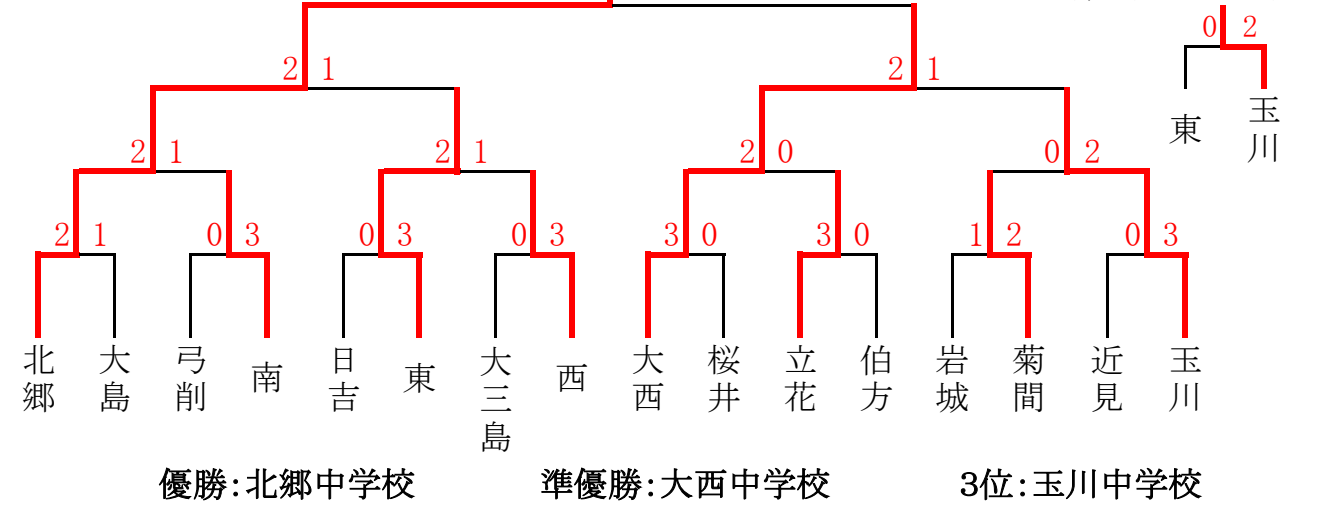 0 2
東 玉川
2 1 2 1
2 1 2 1 2 0 0 2
2 1 0 3 0 3 0 3 3 0 3 0 1 2 0 3
北郷 大島 弓削 南 日吉 東 大三島 西 大西 桜井 立花 伯方 岩城 菊間 近見 玉川
優勝:北郷中学校 準優勝:大西中学校 3位:玉川中学校